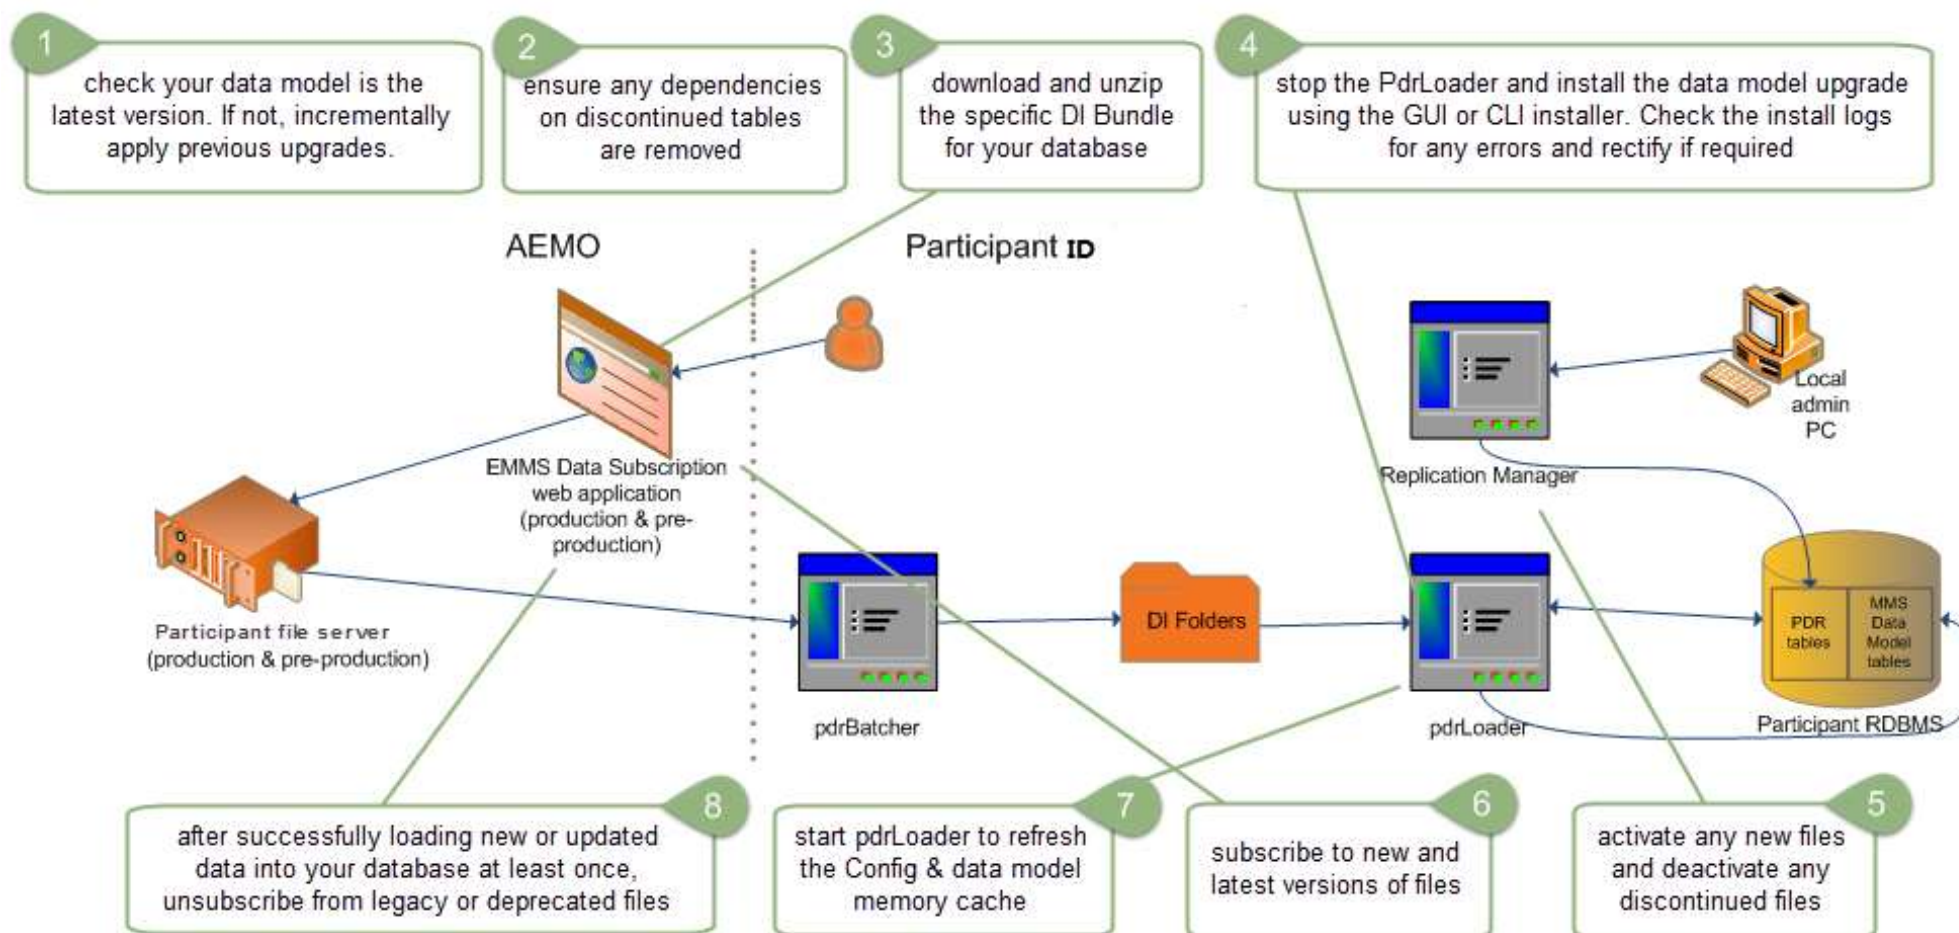 1
check your data model is the
latest version. If not, incrementally
apply previous upgrades.
2
ensure any dependencies
on discontinued tables
are removed
3
download and unzip
the specific DI Bundle
for your database
4
stop the PdrLoader and install the data model upgrade
using the GUI or CLI installer. Check the install logs
for any errors and rectify if required
AEMO
Participant ID
EMMS Data Subscription
web application
(production & pre-
production)
Participant file server
(production & pre-production)
pdrBatcher
DI Folders
Replication Manager
Local
admin
PC
pdrLoader
PDR
tables
MMS
Data
Model
tables
Participant RDBMS
8
after successfully loading new or updated
data into your database at least once,
unsubscribe from legacy or deprecated files
7
start pdrLoader to refresh
the Config & data model
memory cache
6
subscribe to new and
latest versions of files
5
activate any new files
and deactivate any
discontinued files